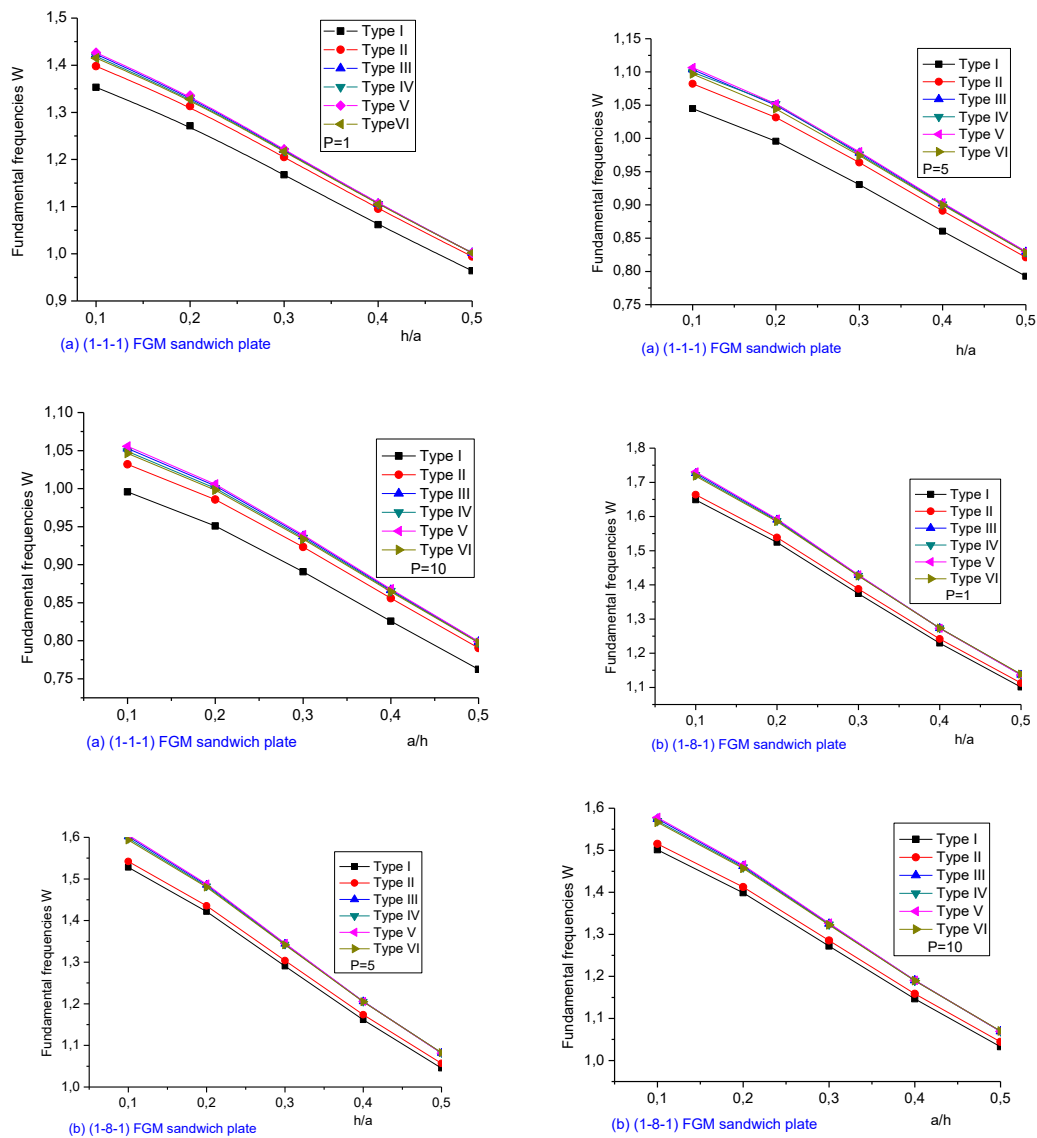 Fundamental frequencies W
1,5
1,4
1,3
1,2
1,1
1,0
0,9
Type I
Type II
Type III
Type IV
Type V
TypeVI
P=1
0,1 0,2 0,3 0,4 0,5
(a) (1-1-1) FGM sandwich plate
h/a
Fundamental frequencies W
1,15
1,10
1,05
1,00
0,95
0,90
0,85
0,80
0,75
Type I
Type II
Type III
Type IV
Type V
Type VI
P=5
0,1 0,2 0,3 0,4 0,5
(a) (1-1-1) FGM sandwich plate
h/a
Fundamental frequencies W
1,10
1,05
1,00
0,95
0,90
0,85
0,80
0,75
Type I
Type II
Type III
Type IV
Type V
Type VI
P=10
0,1 0,2 0,3 0,4 0,5
(a) (1-1-1) FGM sandwich plate
a/h
Fundamental frequencies W
1,8
1,7
1,6
1,5
1,4
1,3
1,2
1,1
Type I
Type II
Type III
Type IV
Type V
Type VI
P=1
0,1 0,2 0,3 0,4 0,5
(b) (1-8-1) FGM sandwich plate
h/a
Fundamental frequencies W
1,6
1,5
1,4
1,3
1,2
1,1
1,0
Type I
Type II
Type III
Type IV
Type V
Type VI
P=5
0,1 0,2 0,3 0,4 0,5
h/a
(b) (1-8-1) FGM sandwich plate
Fundamental frequencies W
1,6
1,5
1,4
1,3
1,2
1,1
1,0
Type I
Type II
Type III
Type IV
Type V
Type VI
P=10
0,1 0,2 0,3 0,4 0,5
(b) (1-8-1) FGM sandwich plate
a/h